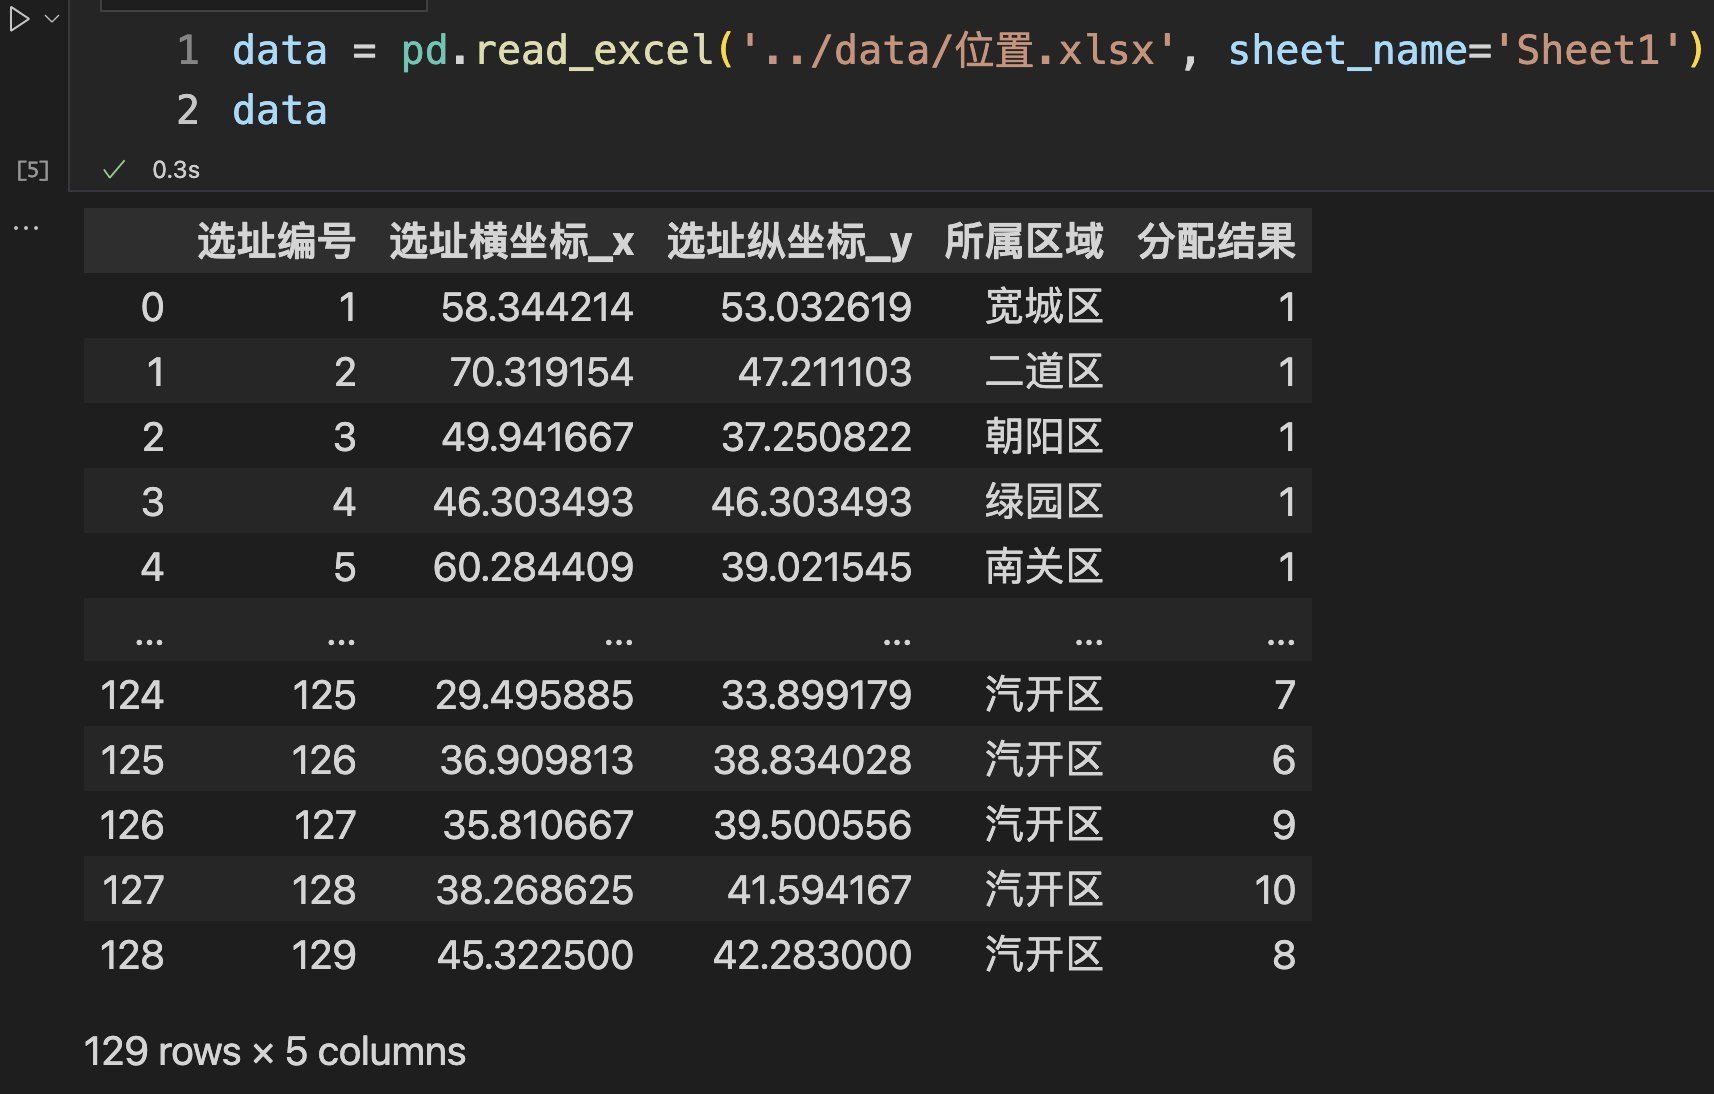 1 data = pd.read_excel('../data/位置.xlsx', sheet_name='Sheet1')
2 data
[5] ✓ 0.3s
...
选址编号 选址横坐标_x 选址纵坐标_y 所属区域 分配结果
0 1 58.344214 53.032619 宽城区 1
1 2 70.319154 47.211103 二道区 1
2 3 49.941667 37.250822 朝阳区 1
3 4 46.303493 46.303493 绿园区 1
4 5 60.284409 39.021545 南关区 1
... ... ... ... ... ...
124 125 29.495885 33.899179 汽开区 7
125 126 36.909813 38.834028 汽开区 6
126 127 35.810667 39.500556 汽开区 9
127 128 38.268625 41.594167 汽开区 10
128 129 45.322500 42.283000 汽开区 8
129 rows × 5 columns